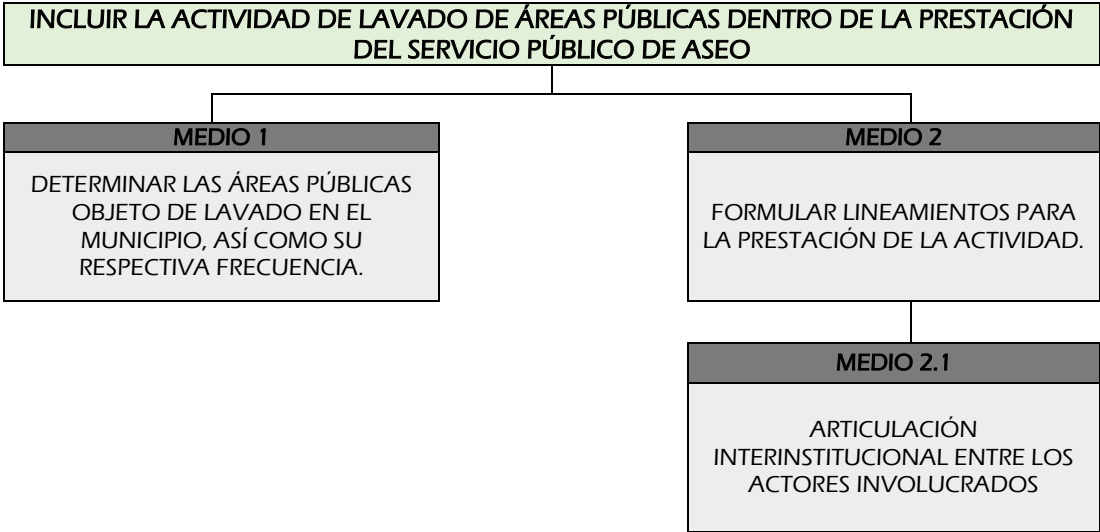 INCLUIR LA ACTIVIDAD DE LAVADO DE ÁREAS PÚBLICAS DENTRO DE LA PRESTACIÓN
DEL SERVICIO PÚBLICO DE ASEO
MEDIO 1
DETERMINAR LAS ÁREAS PÚBLICAS
OBJETO DE LAVADO EN EL
MUNICIPIO, ASÍ COMO SU
RESPECTIVA FRECUENCIA.
MEDIO 2
FORMULAR LINEAMIENTOS PARA
LA PRESTACIÓN DE LA ACTIVIDAD.
MEDIO 2.1
ARTICULACIÓN
INTERINSTITUCIONAL ENTRE LOS
ACTORES INVOLUCRADOS